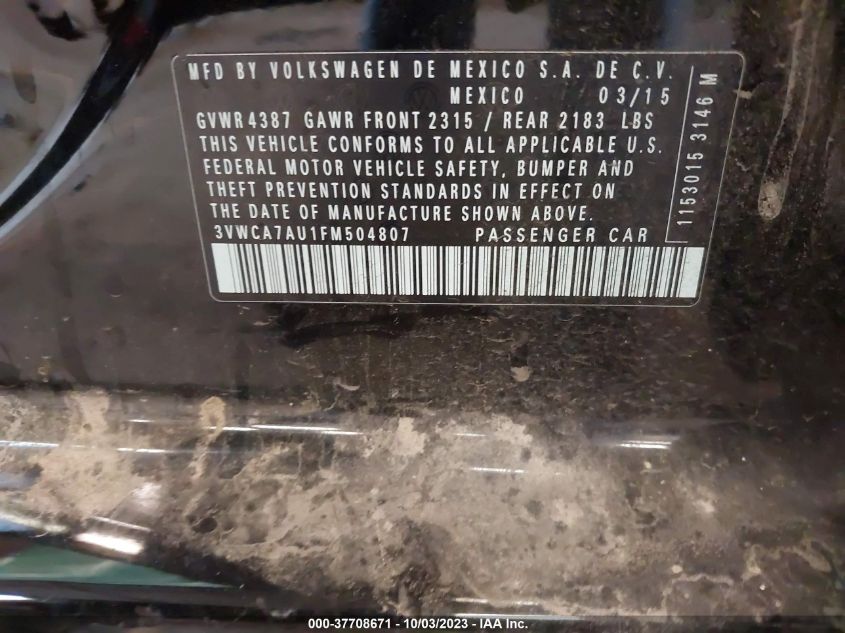 MFD BY VOLKSWAGEN DE MEXICO S.A. DE C.V.
MEXICO 03/15
GVWR 4387 GAWR FRONT 2315 / REAR 2183 LBS
THIS VEHICLE CONFORMS TO ALL APPLICABLE U.S.
FEDERAL MOTOR VEHICLE SAFETY, BUMPER AND
THEFT PREVENTION STANDARDS IN EFFECT ON
THE DATE OF MANUFACTURE SHOWN ABOVE.
3VWCA7AU1FM504807 PASSENGER CAR
1153015 3146 M
000-37708671 - 10/03/2023 - IAA Inc.